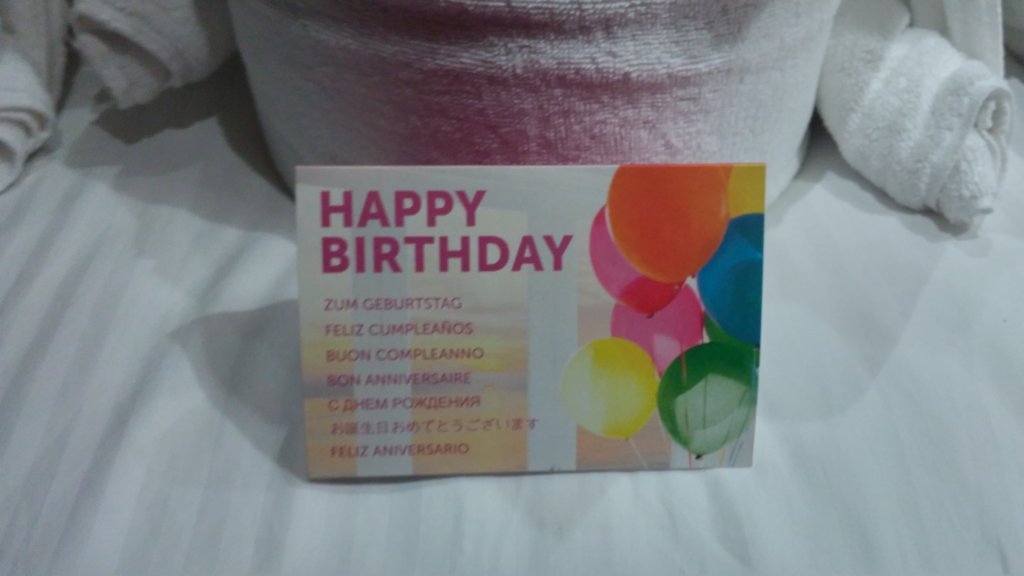 HAPPY
BIRTHDAY
ZUM GEBURTSTAG
FELIZ CUMPLEAÑOS
BUON COMPLEANNO
BON ANNIVERSAIRE
С ДНЕМ РОЖДЕНИЯ
お誕生日おめでとうございます
FELIZ ANIVERSARIO